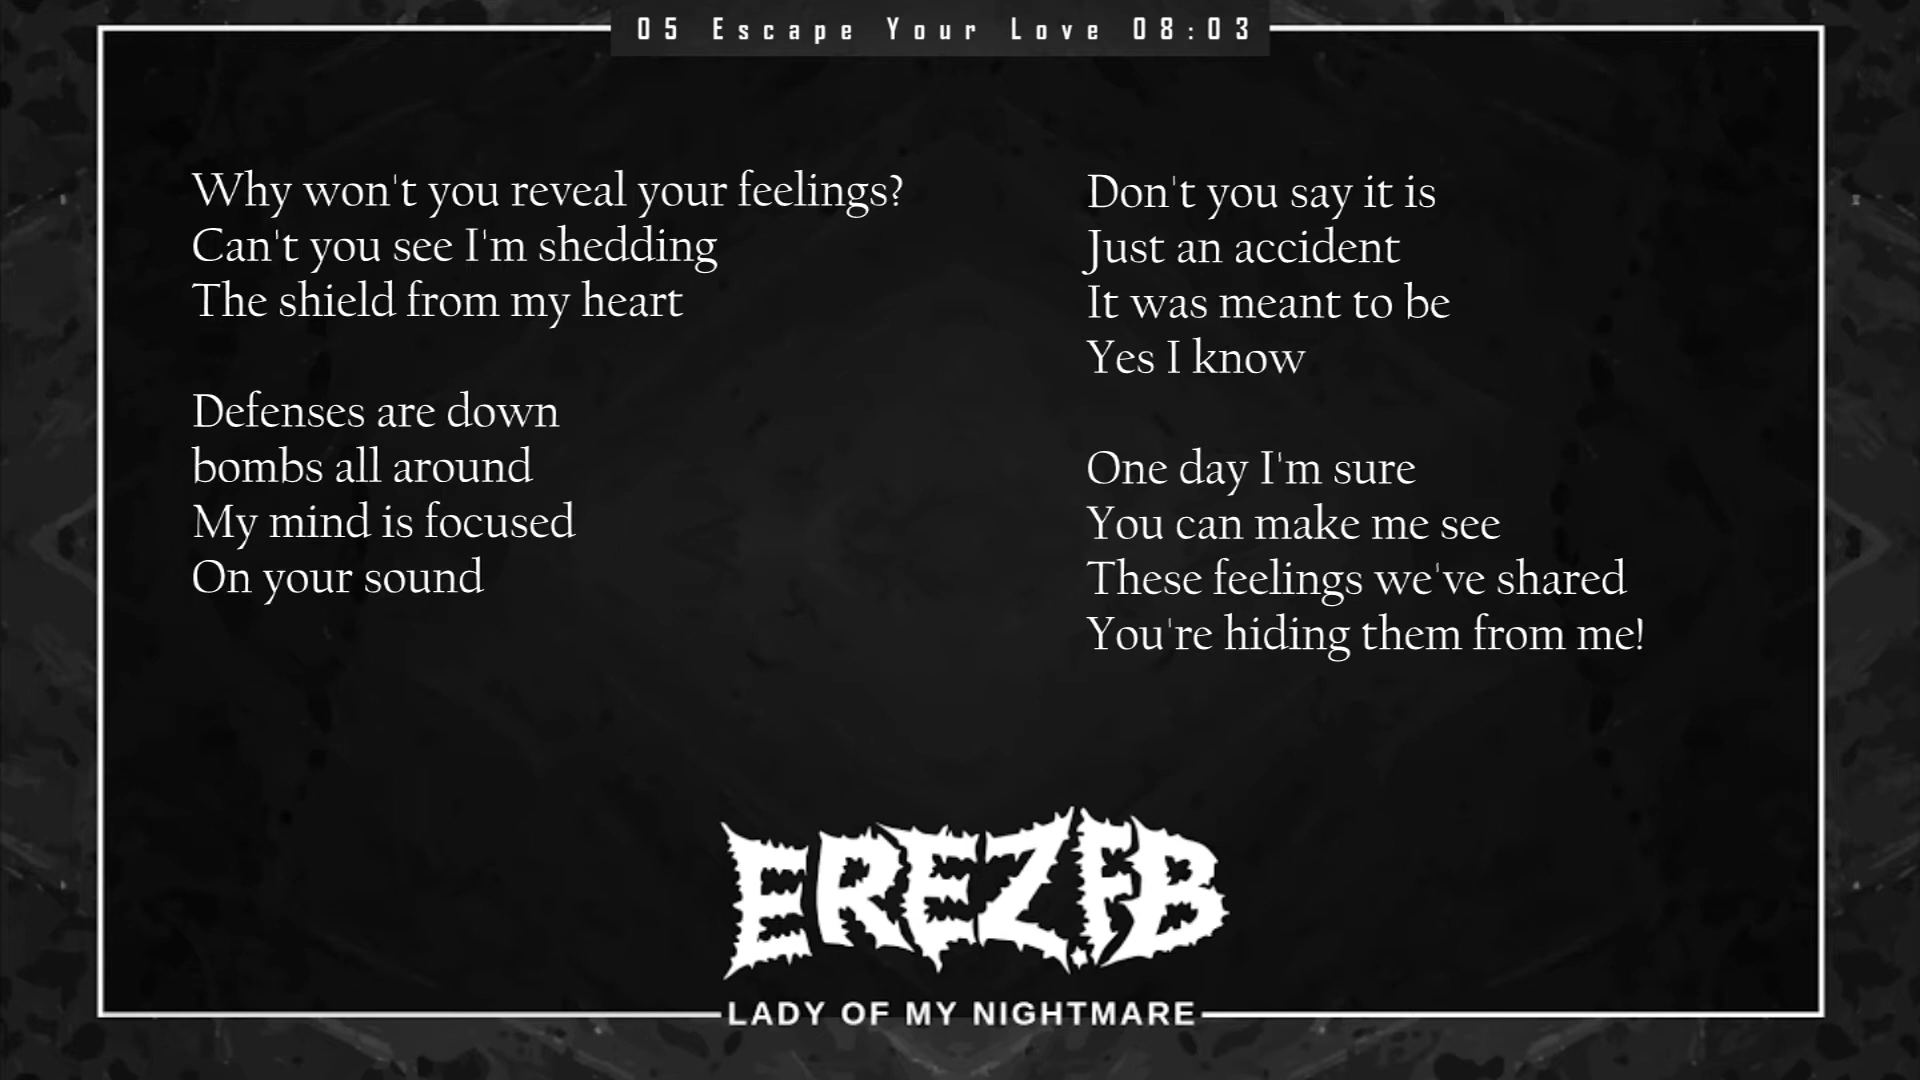 05 Escape Your Love 08:03
Why won't you reveal your feelings?
Can't you see I'm shedding
The shield from my heart
Defenses are down
bombs all around
My mind is focused
On your sound
Don't you say it is
Just an accident
It was meant to be
Yes I know
One day I'm sure
You can make me see
These feelings we've shared
You're hiding them from me!
EREZ.FB
LADY OF MY NIGHTMARE